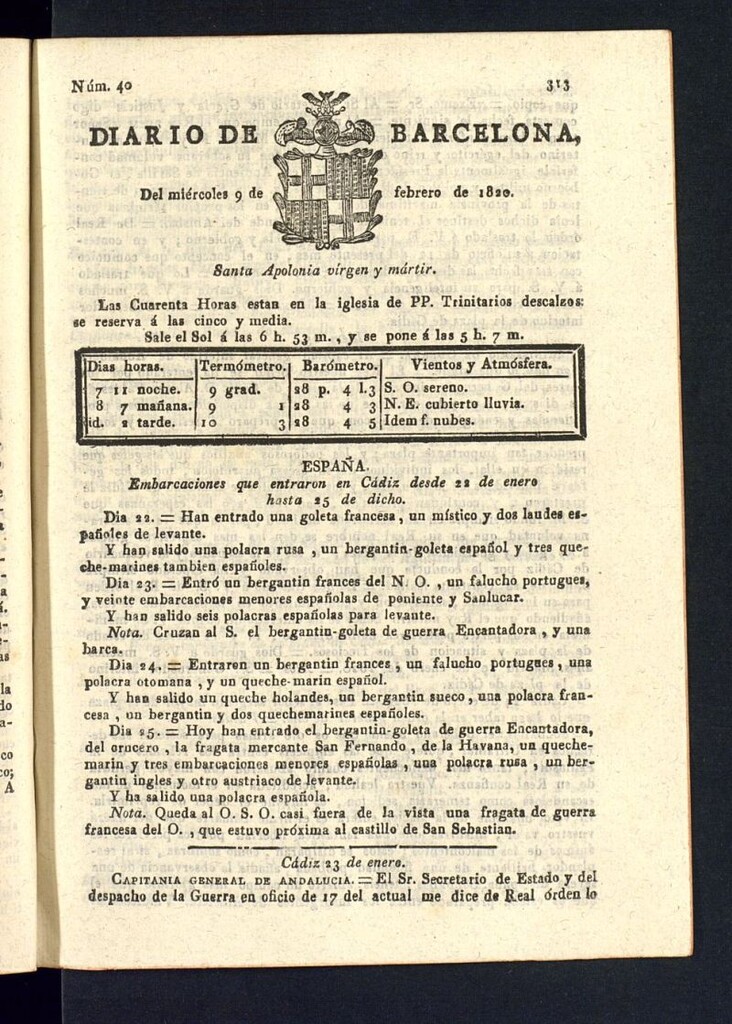 Núm. 40
313
DIARIO DE BARCELONA,
Del miércoles 9 de febrero de 1820.
Santa Apolonia vírgen y mártir.
Las Cuarenta Horas estan en la iglesia de PP. Trinitarios descalzos:
se reserva á las cinco y media.
Sale el Sol á las 6 h. 53 m., y se pone á las 5 h. 7 m.
Dias horas. Termómetro. Barómetro. Vientos y Atmósfera.
7 11 noche. 9 grad. 28 p. 4 l. 3 S. O. sereno.
8 7 mañana. 9 1 28 4 3 N. E. cubierto lluvia.
id. 2 tarde. 10 3 28 4 5 Idem f. nubes.
ESPAÑA.
Embarcaciones que entraron en Cádiz desde 22 de enero
hasta 25 de dicho.
Dia 22. = Han entrado una goleta francesa, un místico y dos laudes es-
pañoles de levante.
Y han salido una polacra rusa, un bergantin-goleta español y tres que-
che-marines tambien españoles.
Dia 23. = Entró un bergantin frances del N. O., un falucho portugues,
y veinte embarcaciones menores españolas de poniente y Sanlucar.
Y han salido seis polacras españolas para levante.
Nota. Cruzan al S. el bergantin-goleta de guerra Encantadora, y una
barca.
Dia 24. = Entraron un bergantin frances, un falucho portugues, una
polacra otomana, y un queche-marin español.
Y han salido un queche holandes, un bergantin sueco, una polacra fran-
cesa, un bergantin y dos quechemarines españoles.
Dia 25. = Hoy han entrado el bergantin-goleta de guerra Encantadora,
del crucero, la fragata mercante San Fernando, de la Havana, un queche-
marin y tres embarcaciones menores españolas, una polacra rusa, un ber-
gantin ingles y otro austriaco de levante.
Y ha salido una polacra española.
Nota. Queda al O. S. O. casi fuera de la vista una fragata de guerra
francesa del O., que estuvo próxima al castillo de San Sebastian.
Cádiz 23 de enero.
CAPITANIA GENERAL DE ANDALUCIA. = El Sr. Secretario de Estado y del
despacho de la Guerra en oficio de 17 del actual me dice de Real órden lo